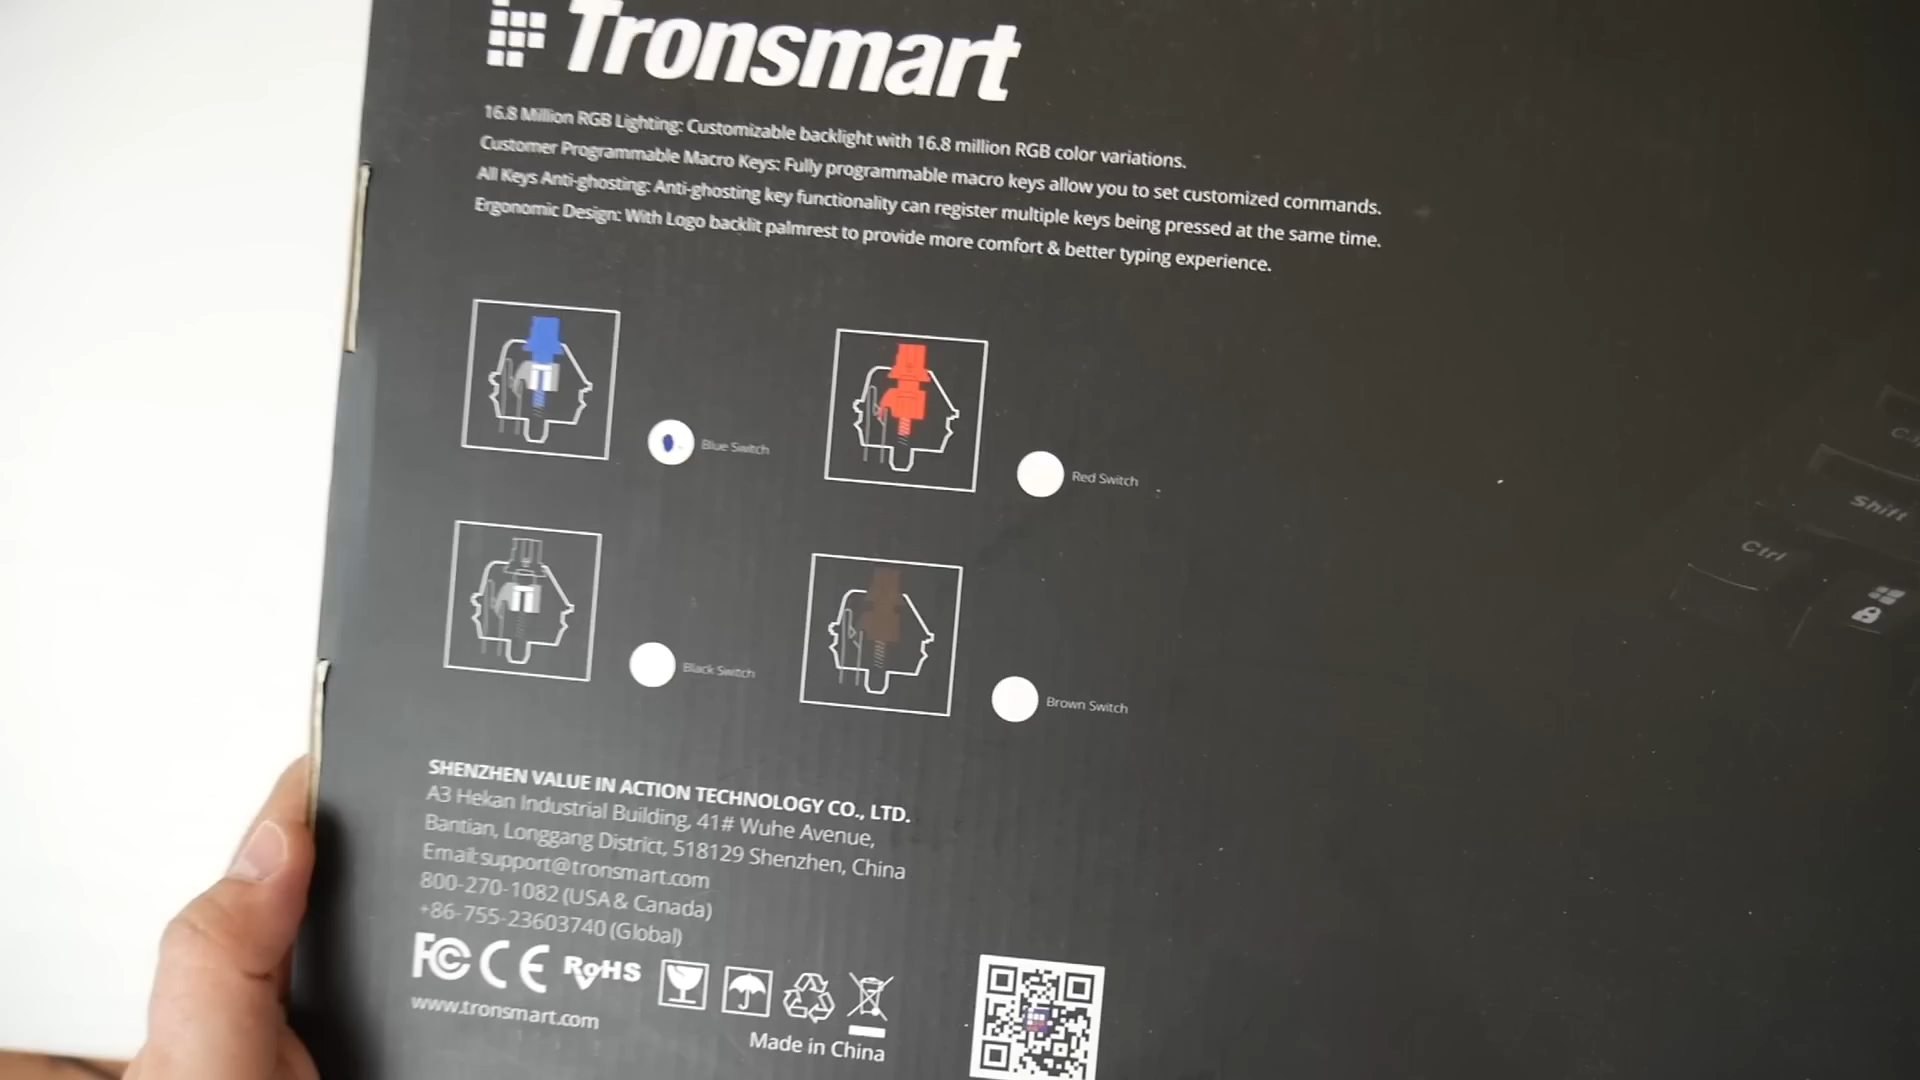 Tronsmart
16.8 Million RGB Lighting: Customizable backlight with 16.8 million RGB color variations.
Customer Programmable Macro Keys: Fully programmable macro keys allow you to set customized commands.
All Keys Anti-ghosting: Anti-ghosting key functionality can register multiple keys being pressed at the same time.
Ergonomic Design: With Logo backlit palmrest to provide more comfort & better typing experience.
Blue Switch
Red Switch
Black Switch
Brown Switch
Shift
Ctrl
SHENZHEN VALUE IN ACTION TECHNOLOGY CO., LTD.
A3 Hekan Industrial Building, 41# Wuhe Avenue,
Bantian, Longgang District, 518129 Shenzhen, China
Email:support@tronsmart.com
800-270-1082 (USA & Canada)
+86-755-23603740 (Global)
FC CE RoHS
www.tronsmart.com
Made in China